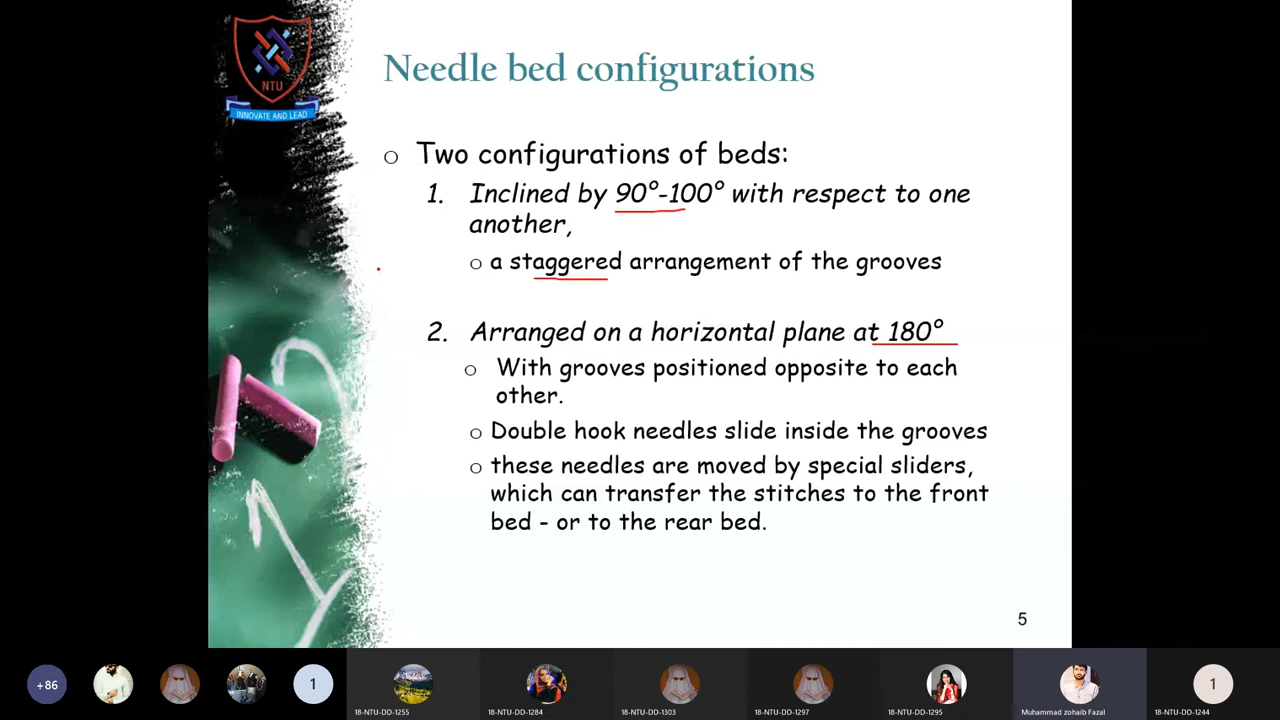 NTU
INNOVATE AND LEAD
Needle bed configurations
o Two configurations of beds:
1. Inclined by 90°-100° with respect to one
another,
o a staggered arrangement of the grooves
2. Arranged on a horizontal plane at 180°
o With grooves positioned opposite to each
other.
o Double hook needles slide inside the grooves
o these needles are moved by special sliders,
which can transfer the stitches to the front
bed - or to the rear bed.
5
+86
1
18-NTU-DD-1255
18-NTU-DD-1284
18-NTU-DD-1303
18-NTU-DD-1297
18-NTU-DD-1295
Muhammad zohaib Fazal
1
18-NTU-DD-1244